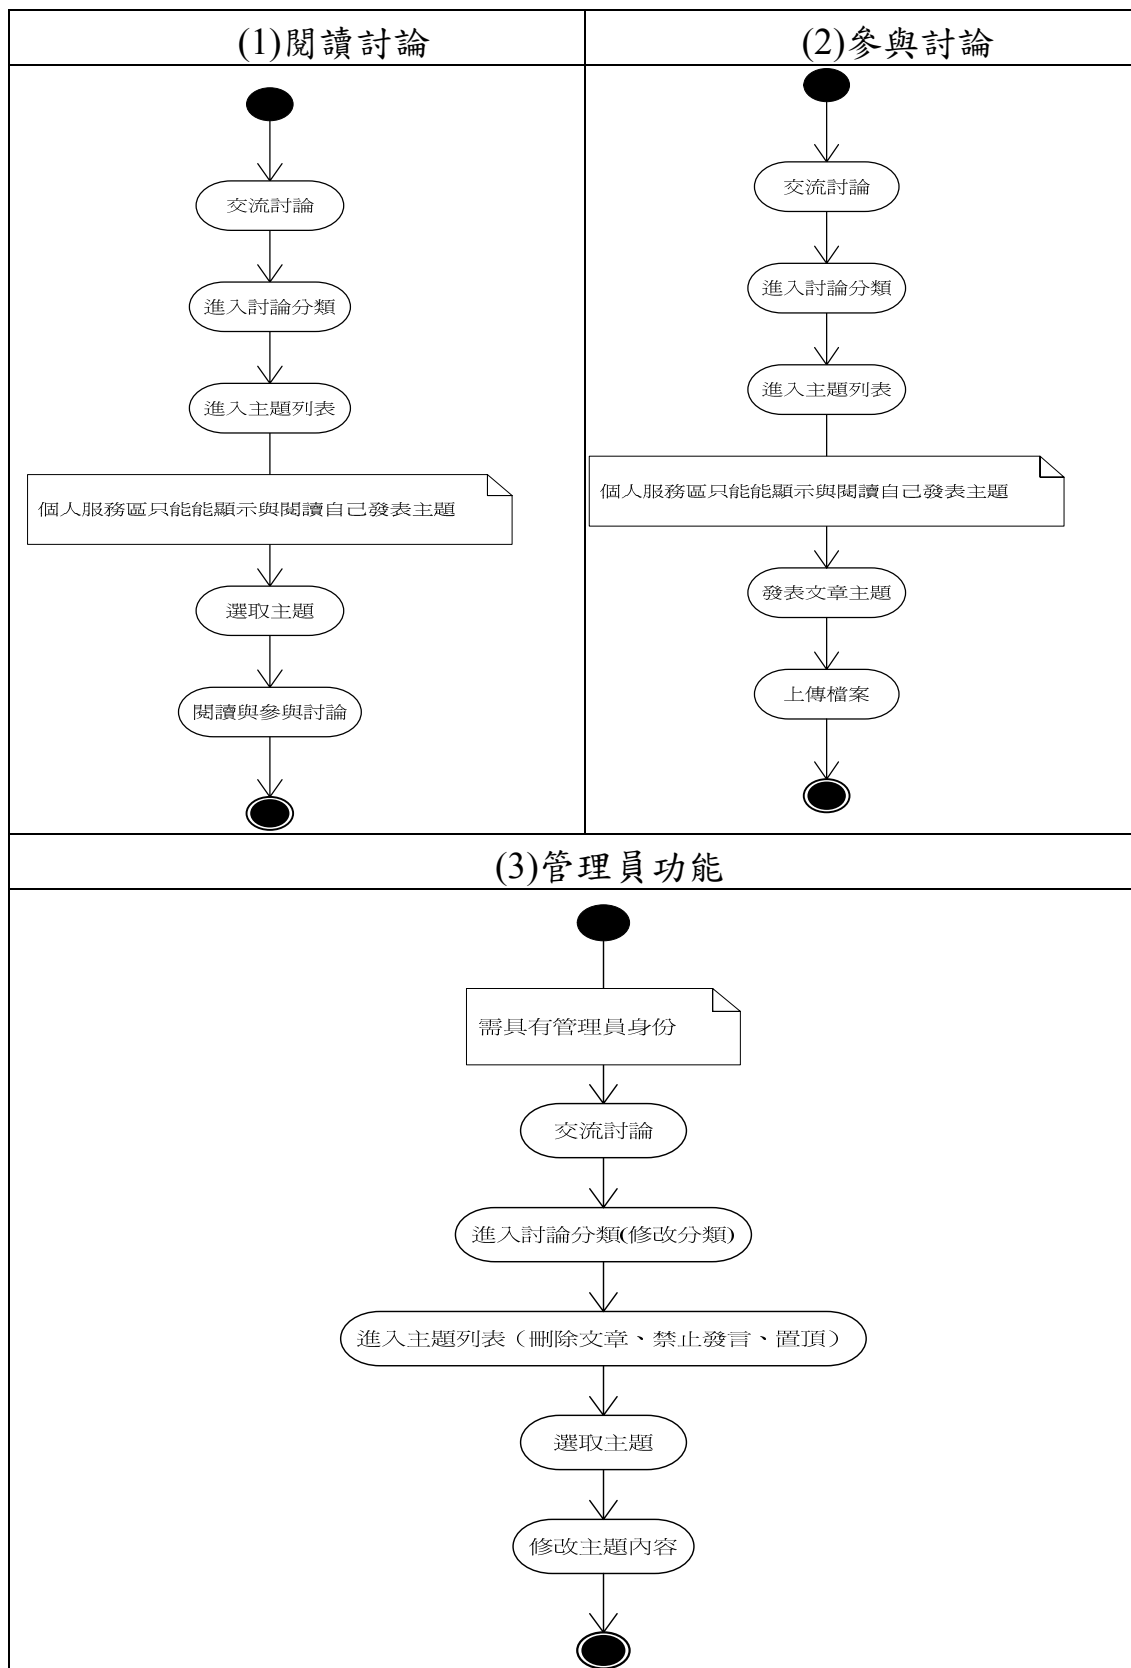 (1)閱讀討論
交流討論
進入討論分類
進入主題列表
個人服務區只能能顯示與閱讀自己發表主題
選取主題
閱讀與參與討論
(2)參與討論
交流討論
進入討論分類
進入主題列表
個人服務區只能能顯示與閱讀自己發表主題
發表文章主題
上傳檔案
(3)管理員功能
需具有管理員身份
交流討論
進入討論分類(修改分類)
進入主題列表（刪除文章、禁止發言、置頂）
選取主題
修改主題內容